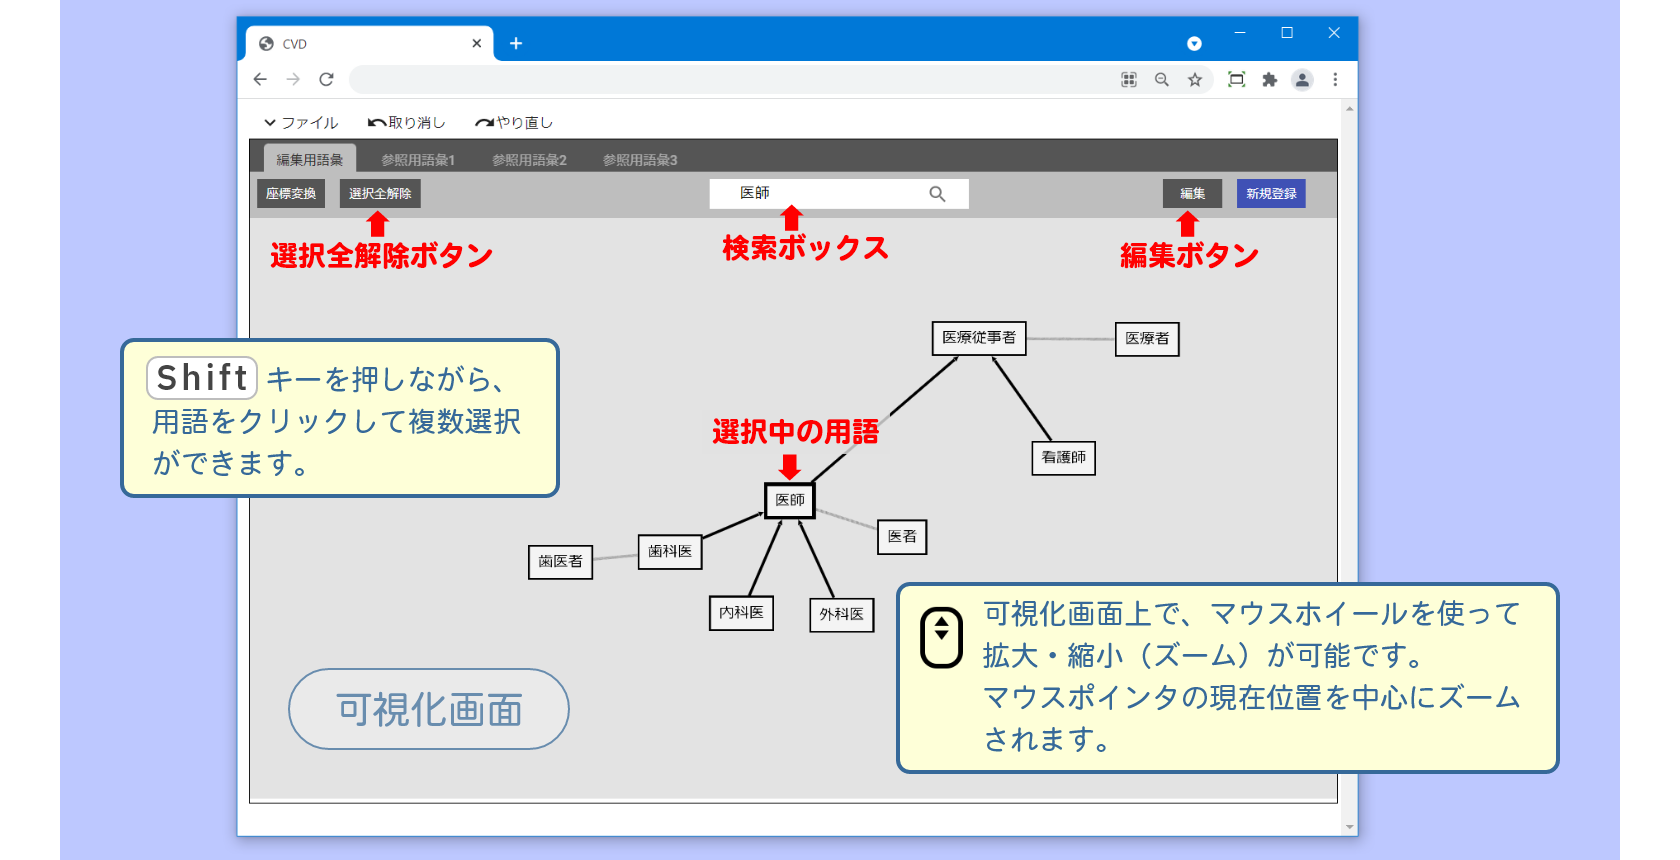 CVD
ファイル 取り消し やり直し
編集用語彙 参照用語彙1 参照用語彙2 参照用語彙3
座標変換 選択全解除 医師 編集 新規登録
選択全解除ボタン 検索ボックス 編集ボタン
医療従事者 医療者
Shift キーを押しながら、
用語をクリックして複数選択
ができます。
選択中の用語
看護師
医師
医者
歯科医
歯医者
内科医 外科医
可視化画面上で、マウスホイールを使って
拡大・縮小（ズーム）が可能です。
マウスポインタの現在位置を中心にズーム
されます。
可視化画面